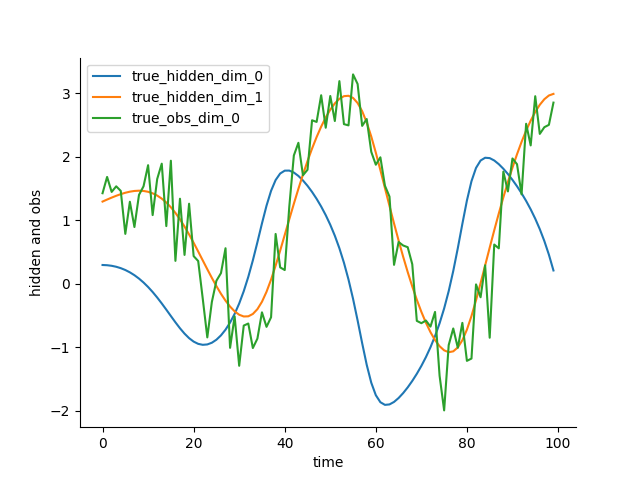 true_hidden_dim_0
true_hidden_dim_1
true_obs_dim_0
hidden and obs
3
2
1
0
−1
−2
0 20 40 60 80 100
time